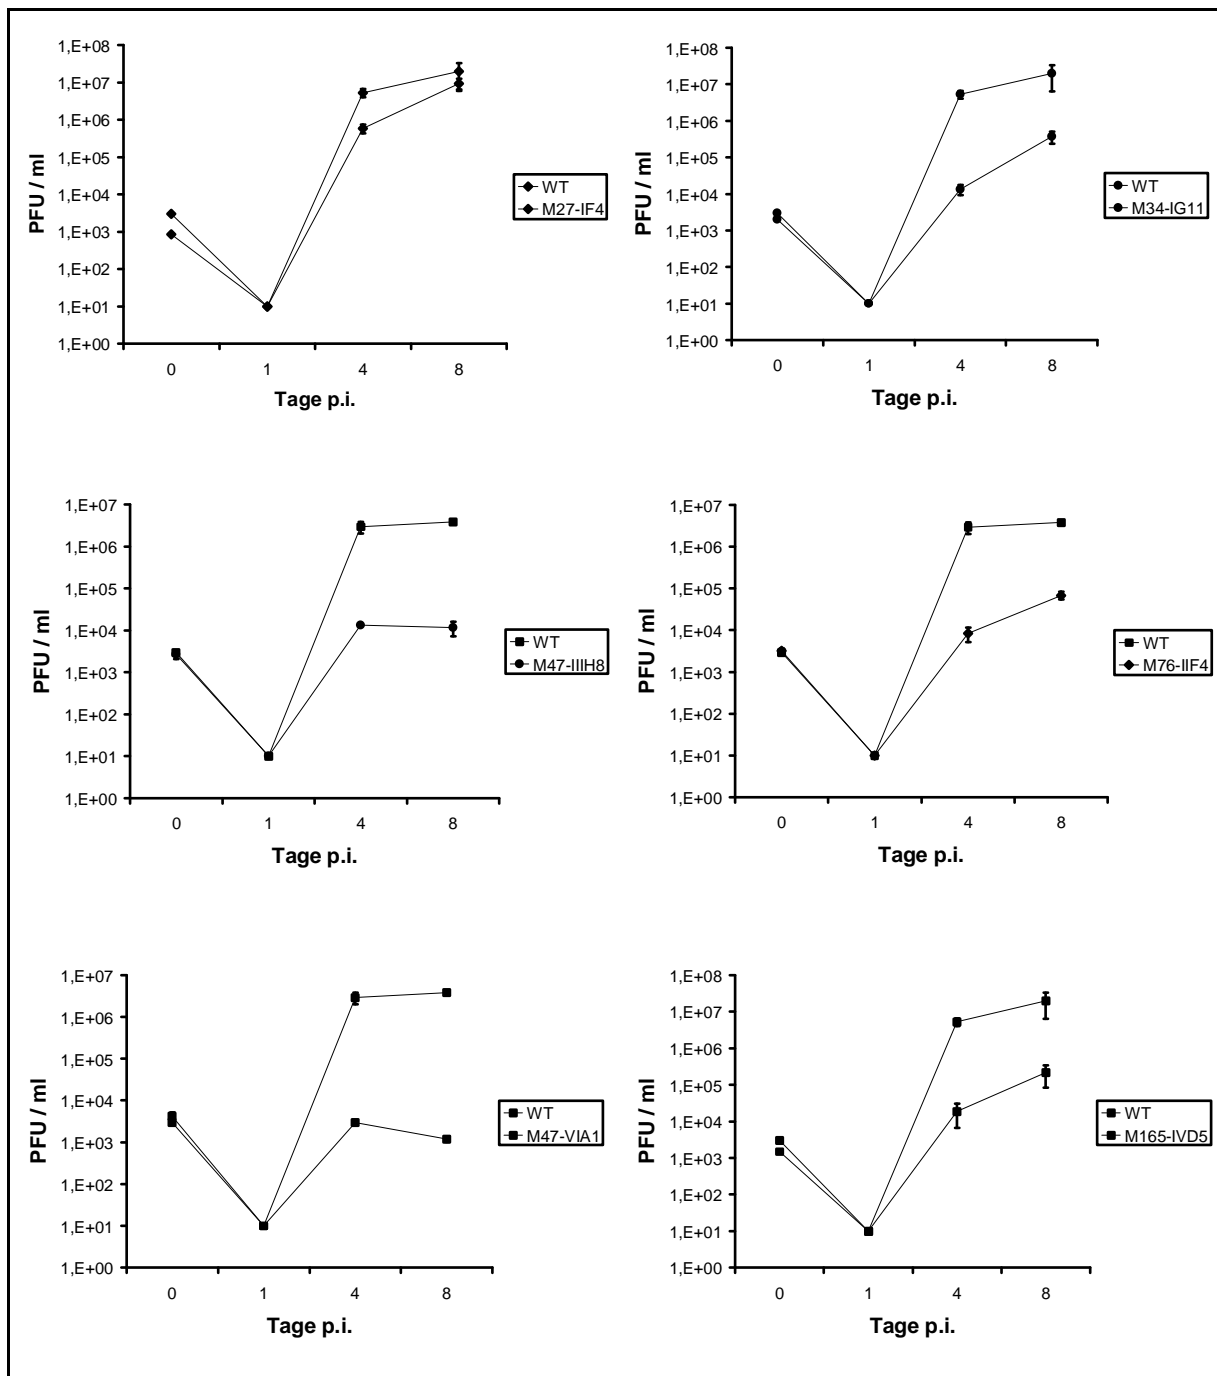 1,E+08
1,E+07
1,E+06
1,E+05
1,E+04
1,E+03
1,E+02
1,E+01
1,E+00
PFU / ml
0 1 4 8
Tage p.i.
WT
M27-IF4
1,E+08
1,E+07
1,E+06
1,E+05
1,E+04
1,E+03
1,E+02
1,E+01
1,E+00
PFU / ml
0 1 4 8
Tage p.i.
WT
M34-IG11
1,E+07
1,E+06
1,E+05
1,E+04
1,E+03
1,E+02
1,E+01
1,E+00
PFU / ml
0 1 4 8
Tage p.i.
WT
M47-IIIH8
1,E+07
1,E+06
1,E+05
1,E+04
1,E+03
1,E+02
1,E+01
1,E+00
PFU / ml
0 1 4 8
Tage p.i.
WT
M76-IIF4
1,E+07
1,E+06
1,E+05
1,E+04
1,E+03
1,E+02
1,E+01
1,E+00
PFU / ml
0 1 4 8
Tage p.i.
WT
M47-VIA1
1,E+08
1,E+07
1,E+06
1,E+05
1,E+04
1,E+03
1,E+02
1,E+01
1,E+00
PFU / ml
0 1 4 8
Tage p.i.
WT
M165-IVD5